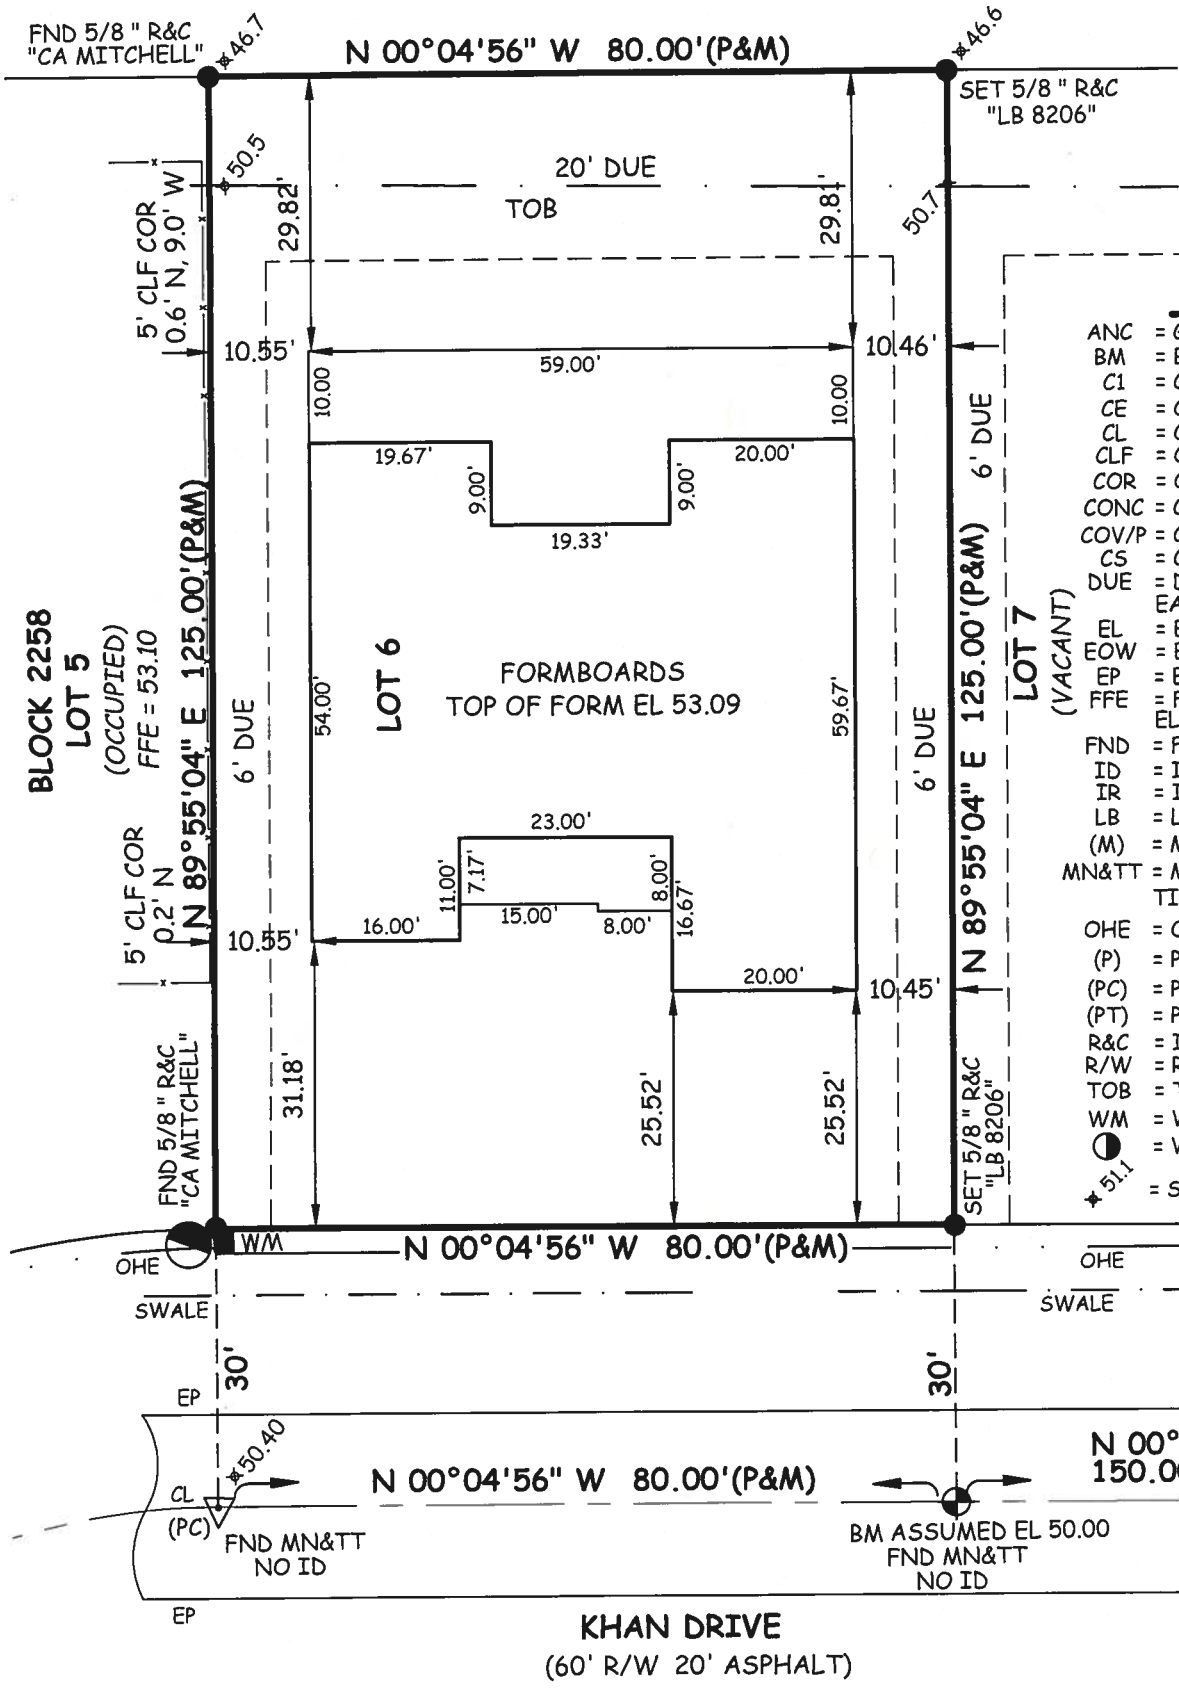 FND 5/8 " R&C
"CA MITCHELL"
46.7
N 00°04'56" W 80.00'(P&M)
46.6
SET 5/8 " R&C
"LB 8206"
50.5
20' DUE
TOB
50.7
29.82'
29.81'
5' CLF COR
0.6' N, 9.0' W
10.55'
59.00'
10.46'
10.00
10.00
19.67'
9.00'
19.33'
9.00'
20.00'
6' DUE
BLOCK 2258
LOT 5
(OCCUPIED)
FFE = 53.10
N 89°55'04" E 125.00'(P&M)
6' DUE
54.00'
LOT 6
FORMBOARDS
TOP OF FORM EL 53.09
59.67'
6' DUE
N 89°55'04" E 125.00'(P&M)
LOT 7
(VACANT)
23.00'
11.00'
7.17'
15.00'
8.00'
8.00'
16.67'
5' CLF COR
0.2' N
10.55'
16.00'
20.00'
10.45'
31.18'
25.52'
25.52'
FND 5/8 " R&C
"CA MITCHELL"
SET 5/8 " R&C
"LB 8206"
ANC =
BM =
C1 =
CE =
CL =
CLF =
COR =
CONC =
COV/P =
CS =
DUE =
EA
EL =
EOW =
EP =
FFE =
EL
FND =
ID =
IR =
LB =
(M) =
MN&TT =
TI
OHE =
(P) =
(PC) =
(PT) =
R&C =
R/W =
TOB =
WM =
=
51.1 =
WM
N 00°04'56" W 80.00'(P&M)
OHE
OHE
SWALE
SWALE
30'
30'
EP
50.40
N 00°04'56" W 80.00'(P&M)
N 00°
150.0
CL
(PC)
FND MN&TT
NO ID
BM ASSUMED EL 50.00
FND MN&TT
NO ID
EP
KHAN DRIVE
(60' R/W 20' ASPHALT)